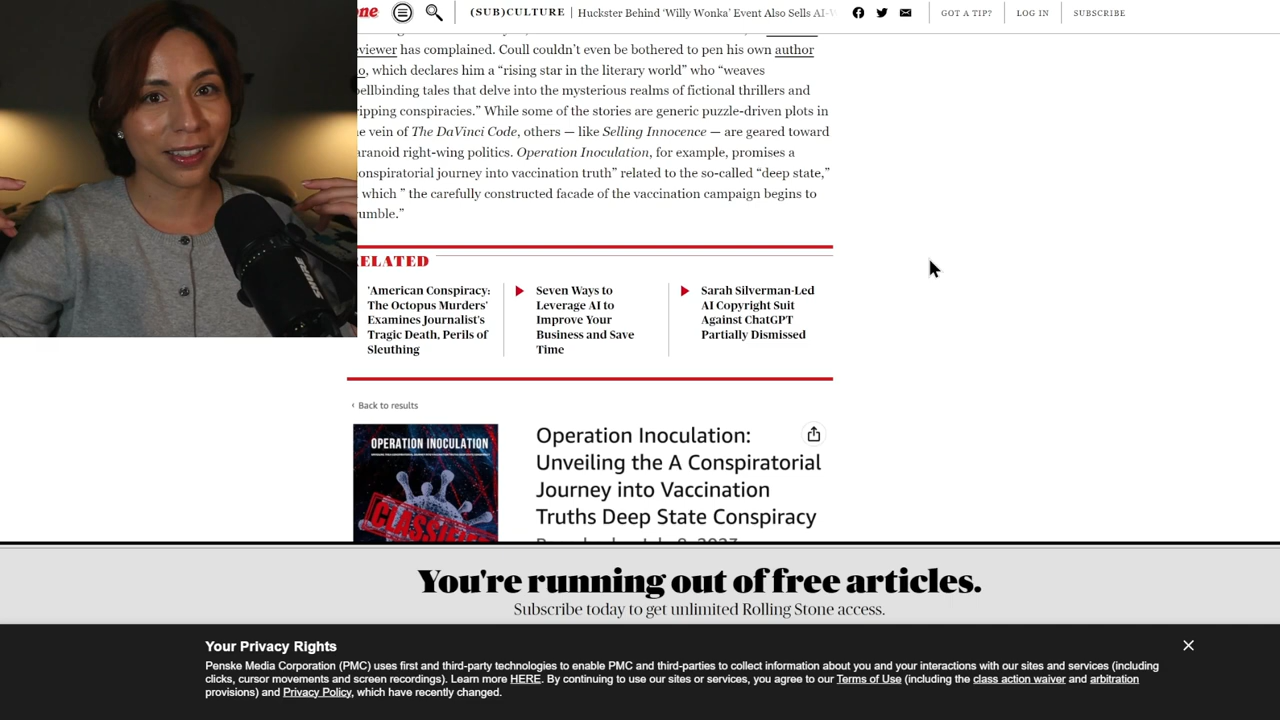 (SUB)CULTURE
Huckster Behind 'Willy Wonka' Event Also Sells AI-
GOT A TIP?
LOG IN
SUBSCRIBE
has complained. Coull couldn't even be bothered to pen his own author
which declares him a "rising star in the literary world" who "weaves
ellbinding tales that delve into the mysterious realms of fictional thrillers and
ipping conspiracies." While some of the stories are generic puzzle-driven plots in
e vein of The DaVinci Code, others — like Selling Innocence — are geared toward
aranoid right-wing politics. Operation Inoculation, for example, promises a
onspiratorial journey into vaccination truth" related to the so-called "deep state,"
which " the carefully constructed facade of the vaccination campaign begins to
umble."
ELATED
'American Conspiracy:
The Octopus Murders'
Examines Journalist's
Tragic Death, Perils of
Sleuthing
Seven Ways to
Leverage AI to
Improve Your
Business and Save
Time
Sarah Silverman-Led
AI Copyright Suit
Against ChatGPT
Partially Dismissed
‹ Back to results
OPERATION INOCULATION
CLASSIFIED
Operation Inoculation:
Unveiling the A Conspiratorial
Journey into Vaccination
Truths Deep State Conspiracy
You're running out of free articles.
Subscribe today to get unlimited Rolling Stone access.
Your Privacy Rights
Penske Media Corporation (PMC) uses first and third-party technologies to enable PMC and third-parties to collect information about you and your interactions with our sites and services (including
clicks, cursor movements and screen recordings). Learn more HERE. By continuing to use our sites or services, you agree to our Terms of Use (including the class action waiver and arbitration
provisions) and Privacy Policy, which have recently changed.